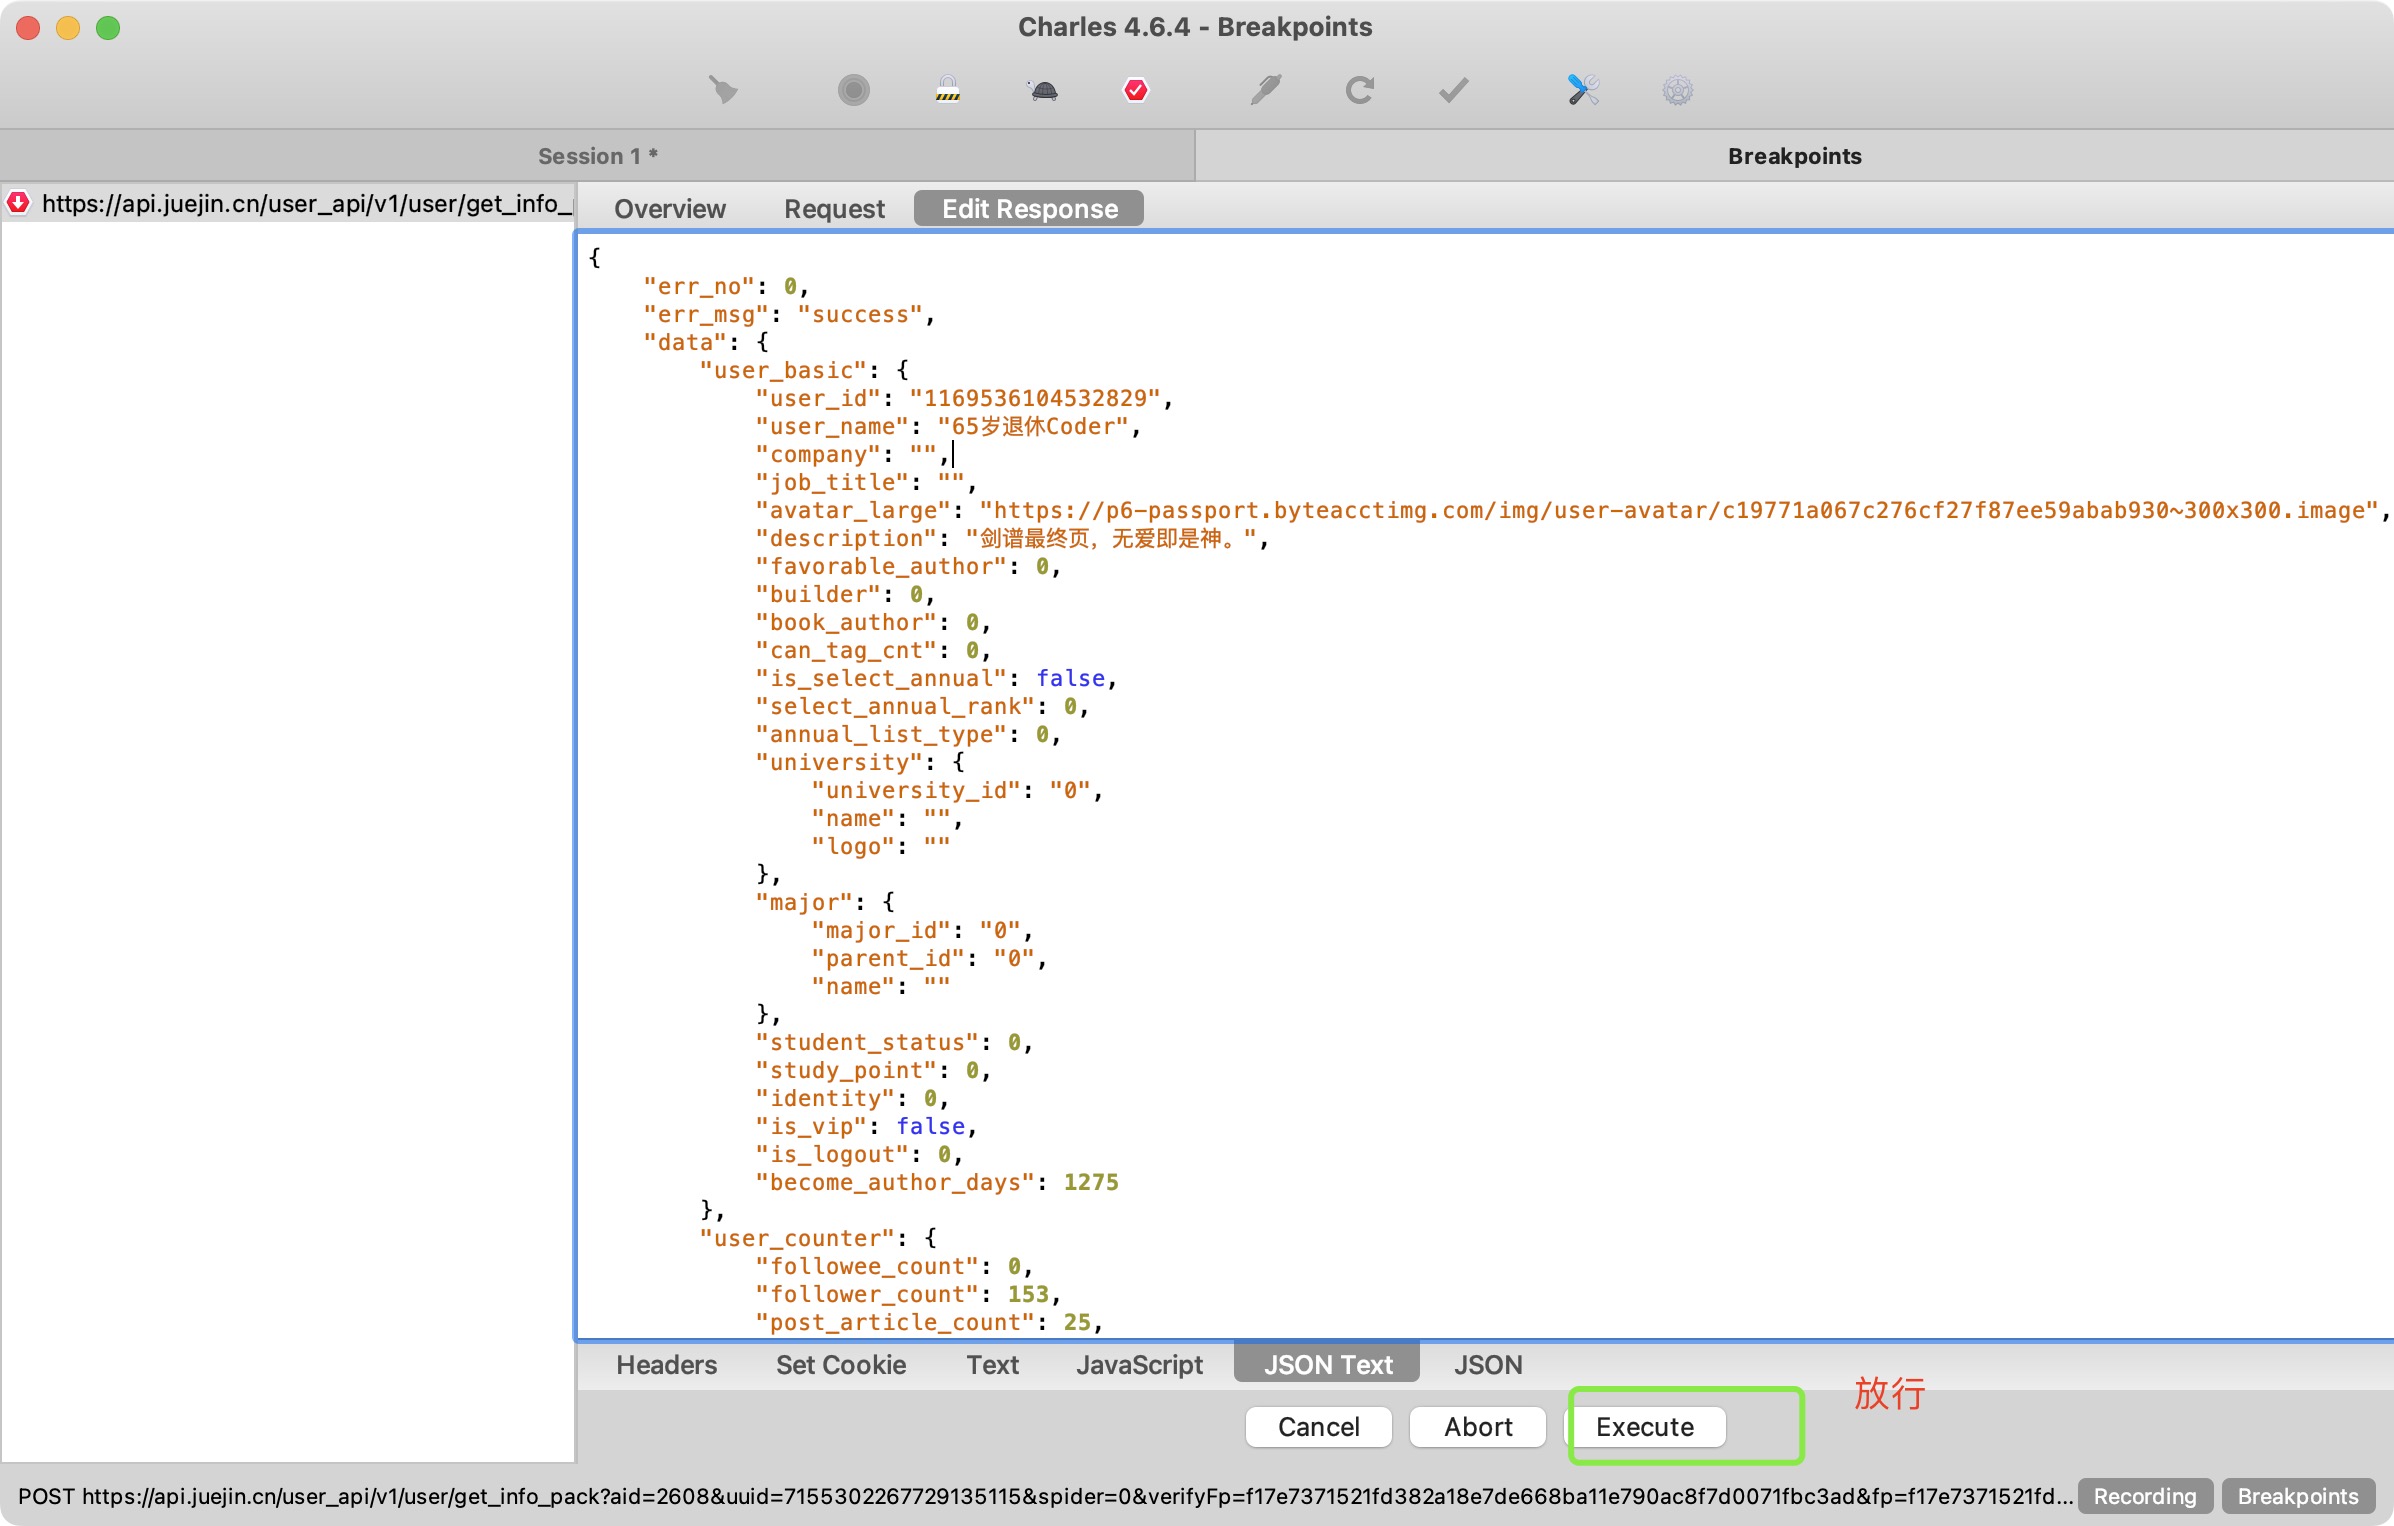 Charles 4.6.4 - Breakpoints
Session 1 *
Breakpoints
https://api.juejin.cn/user_api/v1/user/get_info_
Overview
Request
Edit Response
{
"err_no": 0,
"err_msg": "success",
"data": {
"user_basic": {
"user_id": "1169536104532829",
"user_name": "65岁退休Coder",
"company": "",
"job_title": "",
"avatar_large": "https://p6-passport.byteacctimg.com/img/user-avatar/c19771a067c276cf27f87ee59abab930~300x300.image",
"description": "剑谱最终页，无爱即是神。",
"favorable_author": 0,
"builder": 0,
"book_author": 0,
"can_tag_cnt": 0,
"is_select_annual": false,
"select_annual_rank": 0,
"annual_list_type": 0,
"university": {
"university_id": "0",
"name": "",
"logo": ""
},
"major": {
"major_id": "0",
"parent_id": "0",
"name": ""
},
"student_status": 0,
"study_point": 0,
"identity": 0,
"is_vip": false,
"is_logout": 0,
"become_author_days": 1275
},
"user_counter": {
"followee_count": 0,
"follower_count": 153,
"post_article_count": 25,
Headers
Set Cookie
Text
JavaScript
JSON Text
JSON
放行
Cancel
Abort
Execute
POST https://api.juejin.cn/user_api/v1/user/get_info_pack?aid=2608&uuid=7155302267729135115&spider=0&verifyFp=f17e7371521fd382a18e7de668ba11e790ac8f7d0071fbc3ad&fp=f17e7371521fd...
Recording
Breakpoints